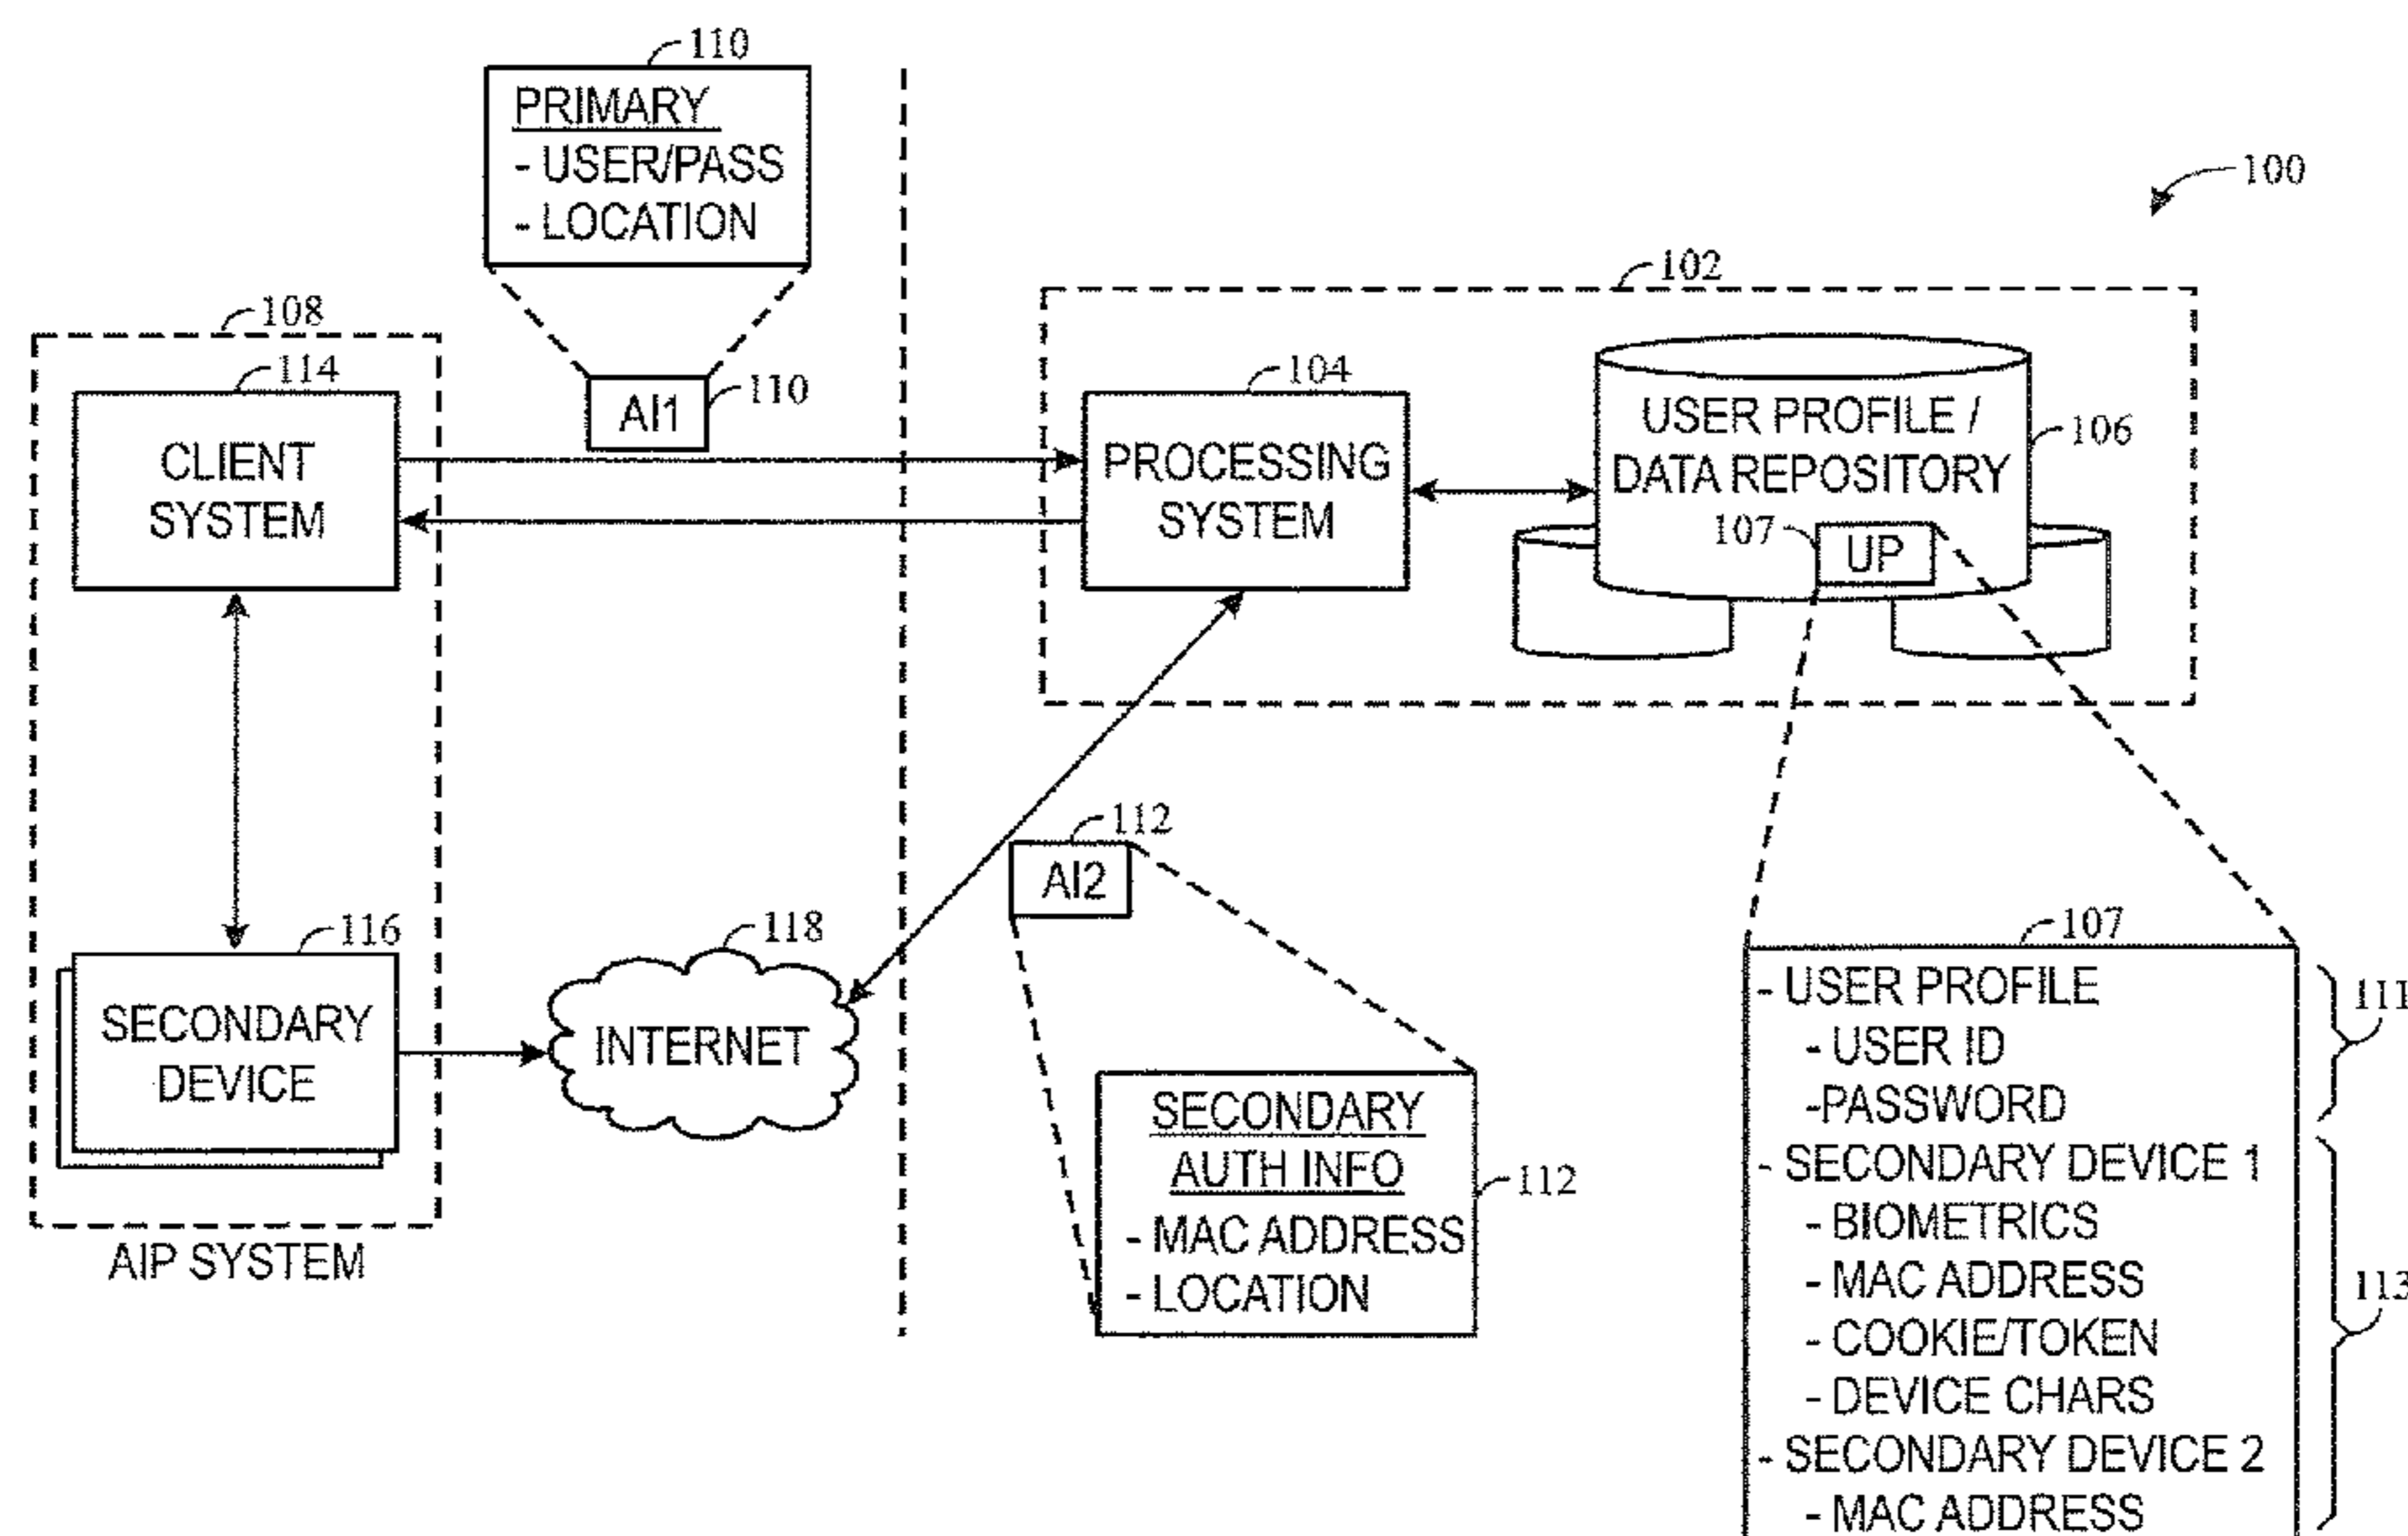 110
PRIMARY
- USER/PASS
- LOCATION
100
102
108
114
CLIENT
SYSTEM
AI1
110
104
PROCESSING
SYSTEM
USER PROFILE /
DATA REPOSITORY
106
107
UP
112
AI2
116
SECONDARY
DEVICE
118
INTERNET
AIP SYSTEM
SECONDARY
AUTH INFO
- MAC ADDRESS
- LOCATION
112
107
- USER PROFILE
- USER ID
-PASSWORD
111
- SECONDARY DEVICE 1
- BIOMETRICS
- MAC ADDRESS
- COOKIE/TOKEN
- DEVICE CHARS
- SECONDARY DEVICE 2
- MAC ADDRESS
113